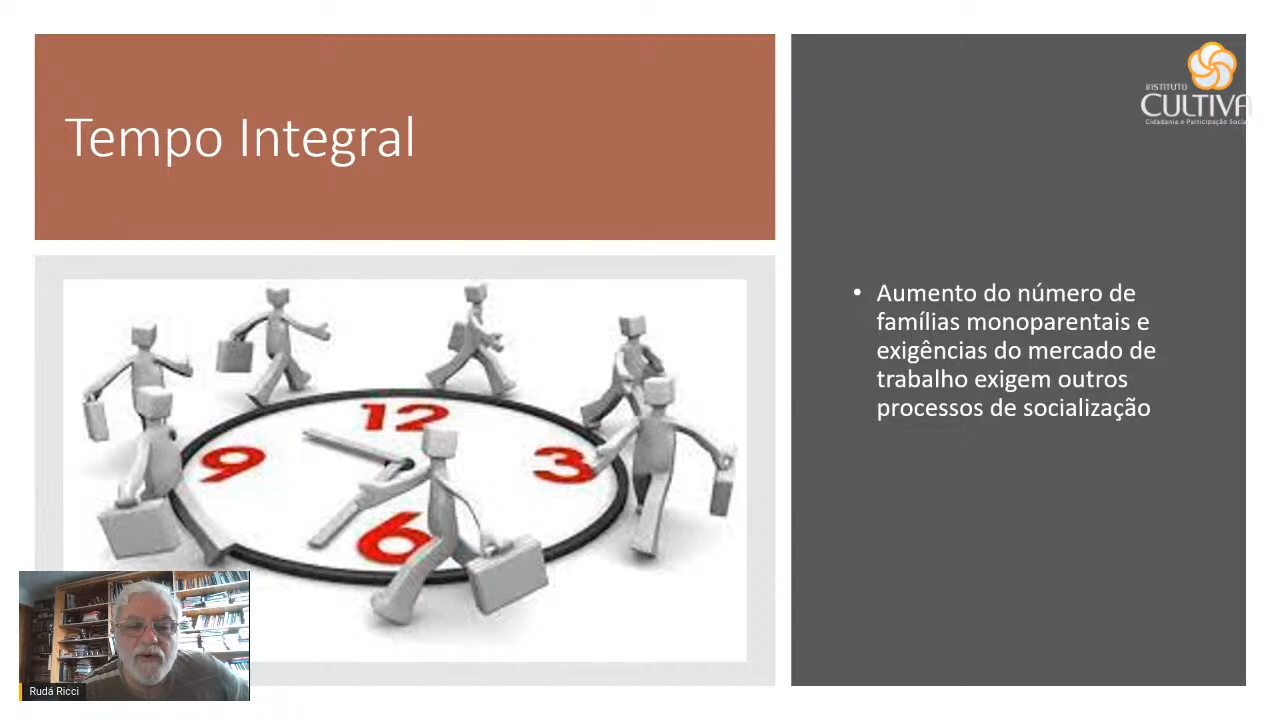 Tempo Integral
INSTITUTO
CULTIVA
Cidadania e Participação Social
• Aumento do número de
famílias monoparentais e
exigências do mercado de
trabalho exigem outros
processos de socialização
12
9
3
6
Rudá Ricci